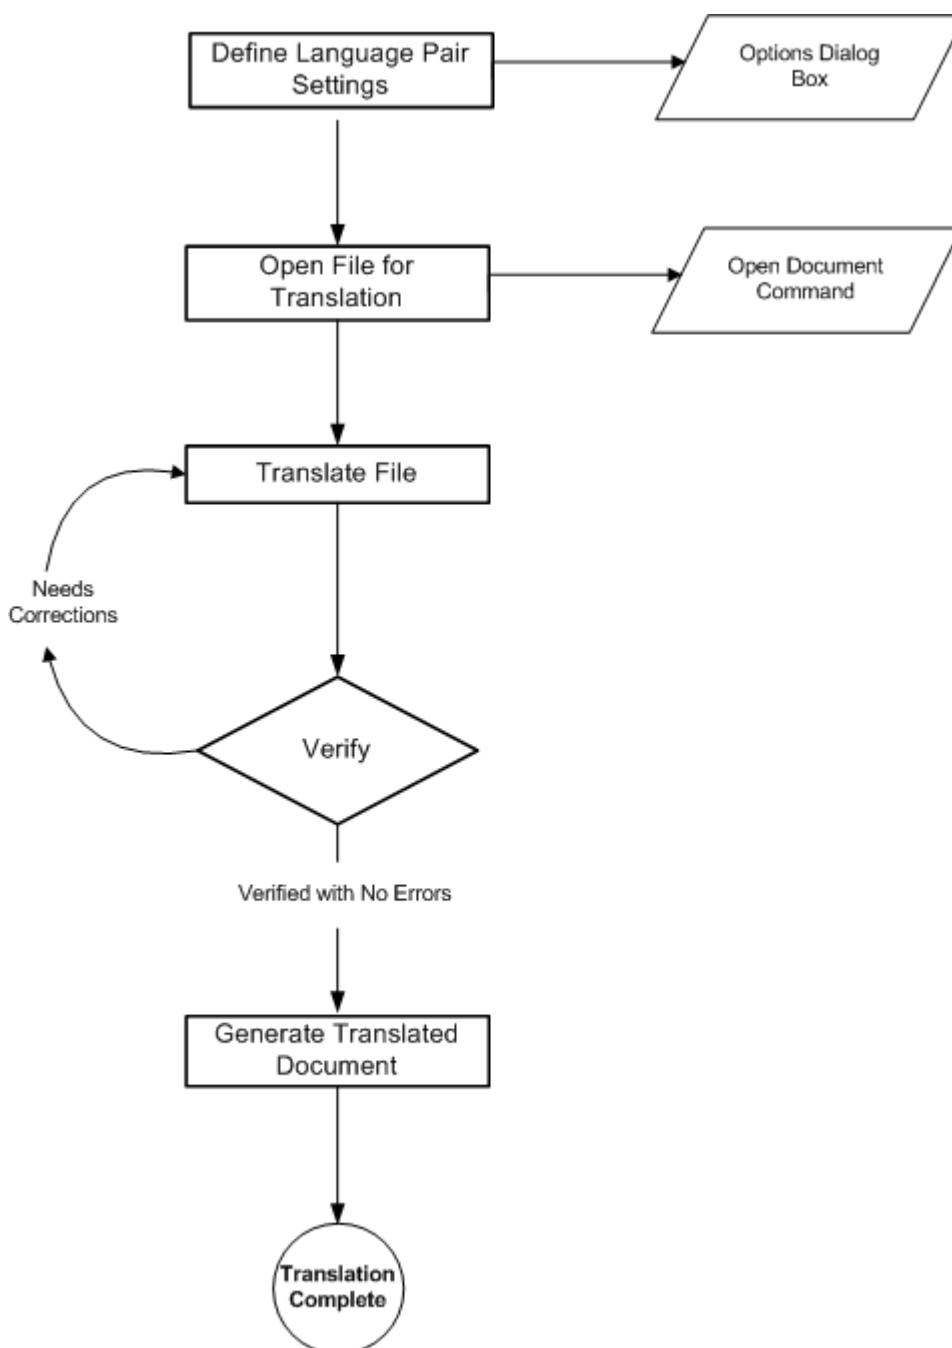 Define Language Pair
Settings
Options Dialog
Box
Open File for
Translation
Open Document
Command
Translate File
Needs
Corrections
Verify
Verified with No Errors
Generate Translated
Document
Translation
Complete